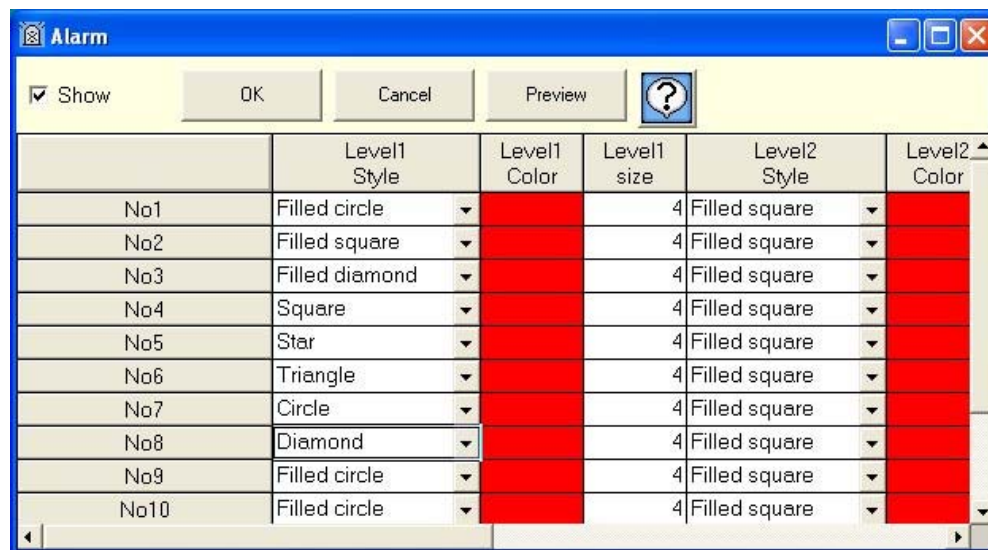 Alarm
Show OK Cancel Preview ?
Level1 Level1 Level1 Level2 Level2
Style Color size Style Color
No1 Filled circle 4 Filled square
No2 Filled square 4 Filled square
No3 Filled diamond 4 Filled square
No4 Square 4 Filled square
No5 Star 4 Filled square
No6 Triangle 4 Filled square
No7 Circle 4 Filled square
No8 Diamond 4 Filled square
No9 Filled circle 4 Filled square
No10 Filled circle 4 Filled square